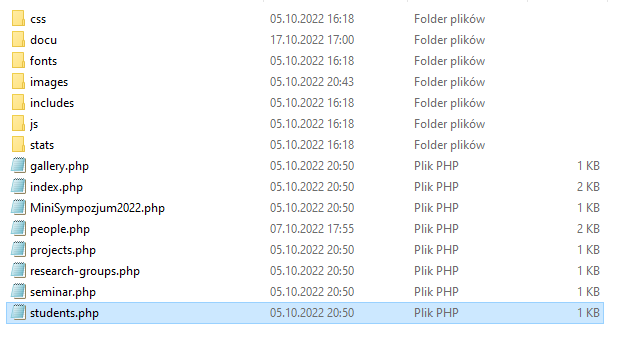 css 05.10.2022 16:18 Folder plików
docu 17.10.2022 17:00 Folder plików
fonts 05.10.2022 16:18 Folder plików
images 05.10.2022 20:43 Folder plików
includes 05.10.2022 16:18 Folder plików
js 05.10.2022 16:18 Folder plików
stats 05.10.2022 16:18 Folder plików
gallery.php 05.10.2022 20:50 Plik PHP 1 KB
index.php 05.10.2022 20:50 Plik PHP 2 KB
MiniSympozjum2022.php 05.10.2022 20:50 Plik PHP 1 KB
people.php 07.10.2022 17:55 Plik PHP 2 KB
projects.php 05.10.2022 20:50 Plik PHP 1 KB
research-groups.php 05.10.2022 20:50 Plik PHP 1 KB
seminar.php 05.10.2022 20:50 Plik PHP 1 KB
students.php 05.10.2022 20:50 Plik PHP 1 KB